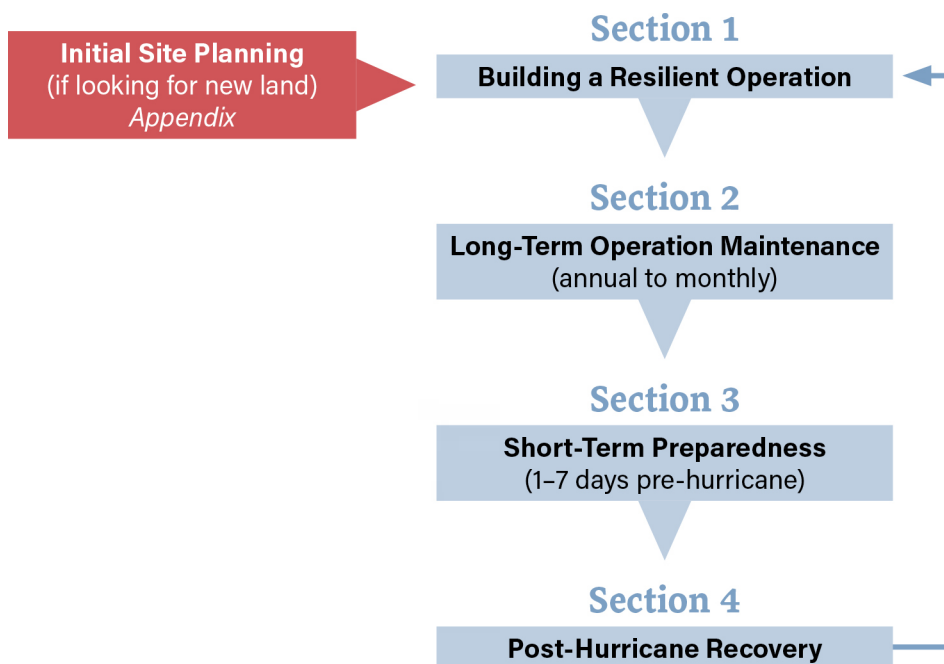 Initial Site Planning
(if looking for new land)
Appendix
Section 1
Building a Resilient Operation
Section 2
Long-Term Operation Maintenance
(annual to monthly)
Section 3
Short-Term Preparedness
(1–7 days pre-hurricane)
Section 4
Post-Hurricane Recovery